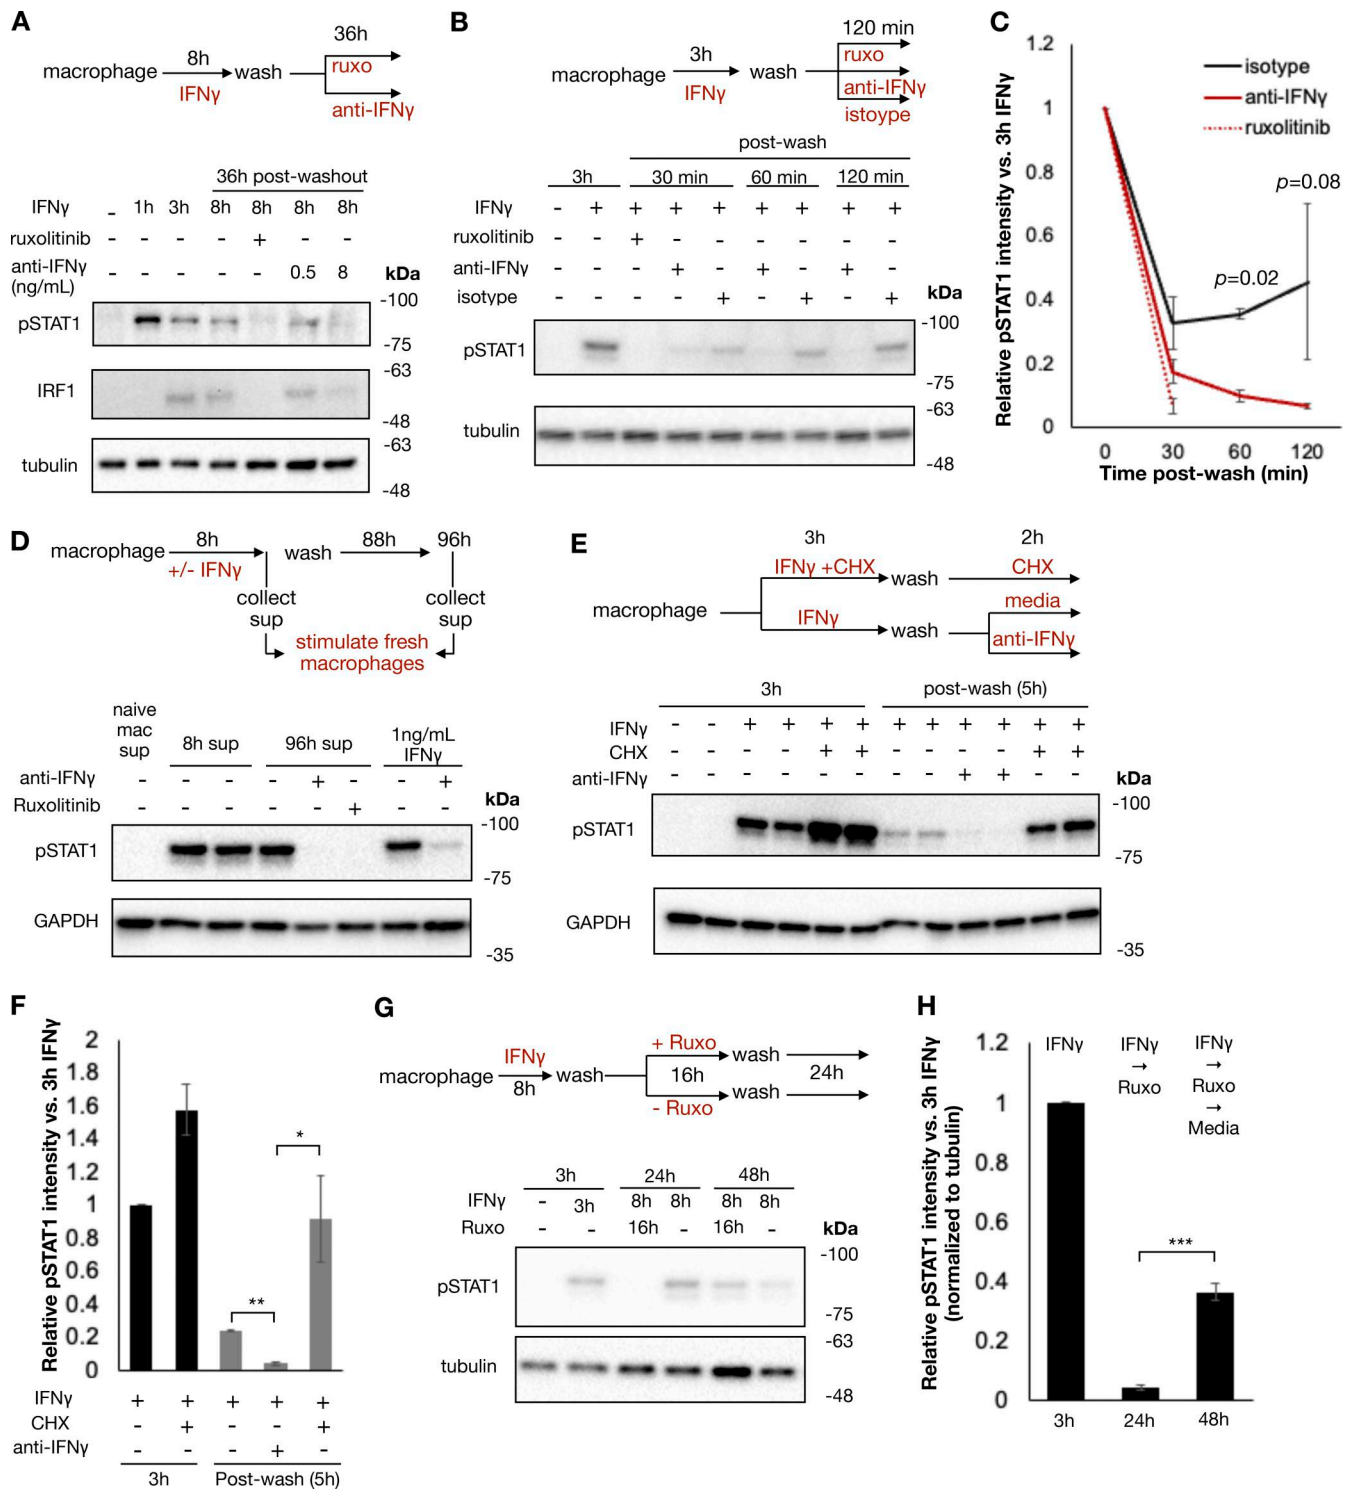 A
36h
8h
macrophage
wash
ruxo
IFNγ
anti-IFNγ
36h post-washout
IFNγ - 1h 3h 8h 8h 8h 8h
ruxolitinib - - - - + - -
anti-IFNγ - - - - - 0.5 8
(ng/mL)
kDa
pSTAT1
-100
-75
IRF1
-63
-48
tubulin
-63
-48
B
120 min
3h
ruxo
macrophage
wash
IFNγ
anti-IFNγ
istoype
post-wash
3h 30 min 60 min 120 min
IFNγ - + + + + + + + +
ruxolitinib - - + - - - - - -
anti-IFNγ - - - + - + - + -
isotype - - - - + - + - +
kDa
pSTAT1
-100
-75
tubulin
-63
-48
C
Relative pSTAT1 intensity vs. 3h IFNγ
1.2
1
0.8
0.6
0.4
0.2
0
isotype
anti-IFNγ
ruxolitinib
p=0.08
p=0.02
0 30 60 120
Time post-wash (min)
D
8h
88h
96h
macrophage
wash
+/- IFNγ
collect
sup
collect
sup
stimulate fresh
macrophages
naive
mac
sup
8h sup
96h sup
1ng/mL
IFNγ
anti-IFNγ - - - - + - - +
Ruxolitinib - - - - - + - -
kDa
pSTAT1
-100
-75
GAPDH
-35
E
3h
2h
IFNγ +CHX
wash
CHX
macrophage
media
IFNγ
wash
anti-IFNγ
3h
post-wash (5h)
IFNγ - - + + + + + + + + + +
CHX - - - - + + - - - - + +
anti-IFNγ - - - - - - - - + + - -
kDa
pSTAT1
-100
-75
GAPDH
-35
F
Relative pSTAT1 intensity vs. 3h IFNγ
2
1.8
1.6
1.4
1.2
1
0.8
0.6
0.4
0.2
0
*
**
IFNγ + + + + +
CHX - + - - +
anti-IFNγ - - - + -
3h
Post-wash (5h)
G
IFNγ
+ Ruxo
wash
macrophage
wash
16h
24h
8h
- Ruxo
wash
3h 24h 48h
IFNγ - 3h 8h 8h 8h 8h
Ruxo - - 16h - 16h -
kDa
pSTAT1
-100
-75
tubulin
-63
-48
H
Relative pSTAT1 intensity vs. 3h IFNγ
(normalized to tubulin)
1.2
1
0.8
0.6
0.4
0.2
0
IFNγ
IFNγ
→
Ruxo
IFNγ
→
Ruxo
→
Media
***
3h 24h 48h